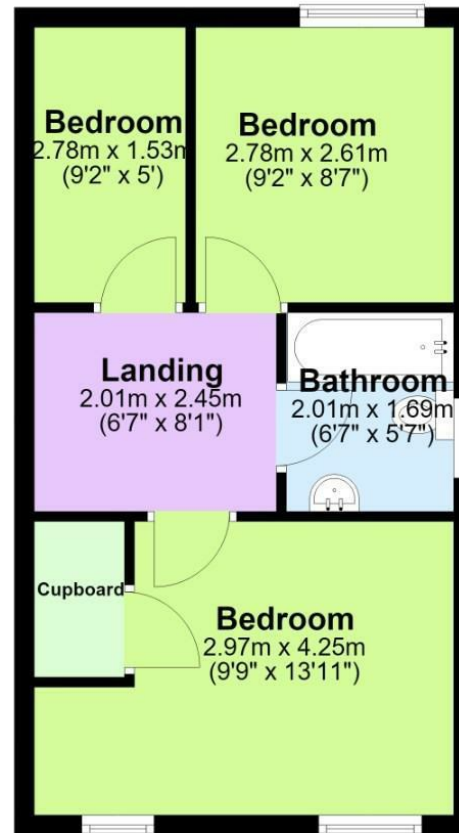 Bedroom
2.78m x 1.53m
(9'2" x 5')
Bedroom
2.78m x 2.61m
(9'2" x 8'7")
Landing
2.01m x 2.45m
(6'7" x 8'1")
Bathroom
2.01m x 1.69m
(6'7" x 5'7")
Cupboard
Bedroom
2.97m x 4.25m
(9'9" x 13'11")